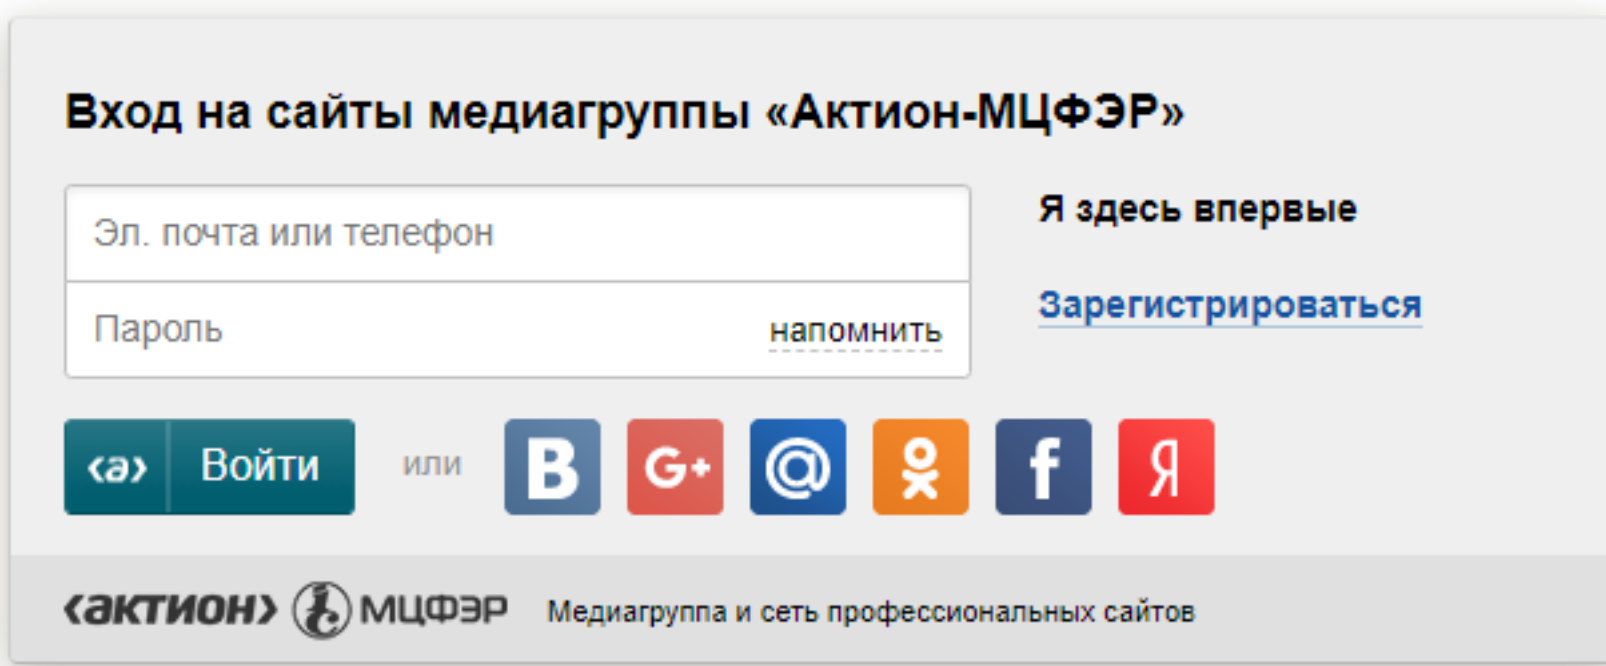 Вход на сайты медиагруппы «Актион-МЦФЭР»
Эл. почта или телефон
Пароль
напомнить
Я здесь впервые
Зарегистрироваться
‹a› Войти
или
B
G+
@
f
Я
‹актион› МЦФЭР
Медиагруппа и сеть профессиональных сайтов